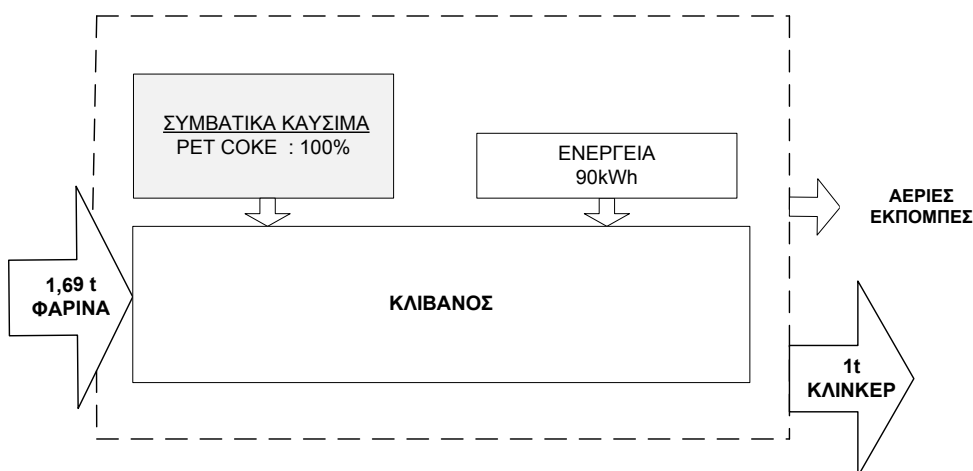 ΣΥΜΒΑΤΙΚΑ ΚΑΥΣΙΜΑ
PET COKE : 100%
ΕΝΕΡΓΕΙΑ
90kWh
ΑΕΡΙΕΣ
ΕΚΠΟΜΠΕΣ
1,69 t
ΦΑΡΙΝΑ
ΚΛΙΒΑΝΟΣ
1t
ΚΛΙΝΚΕΡ